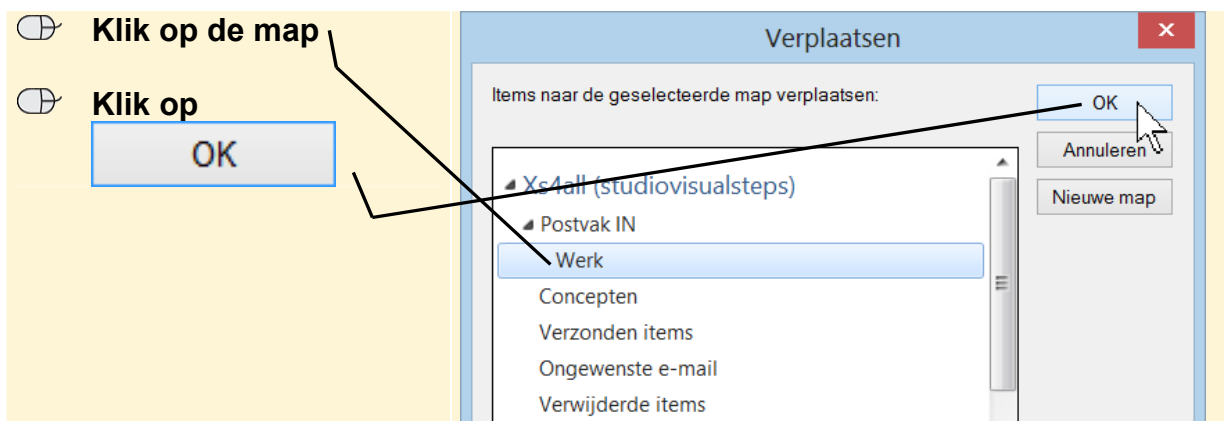 Klik op de map
Klik op
OK
Verplaatsen
Items naar de geselecteerde map verplaatsen:
OK
Annuleren
Nieuwe map
Xs4all (studiovisualsteps)
Postvak IN
Werk
Concepten
Verzonden items
Ongewenste e-mail
Verwijderde items